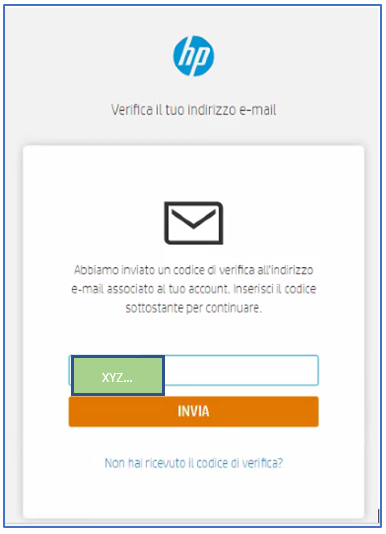 hp
Verifica il tuo indirizzo e-mail
Abbiamo inviato un codice di verifica all'indirizzo
e-mail associato al tuo account. Inserisci il codice
sottostante per continuare.
XYZ...
INVIA
Non hai ricevuto il codice di verifica?